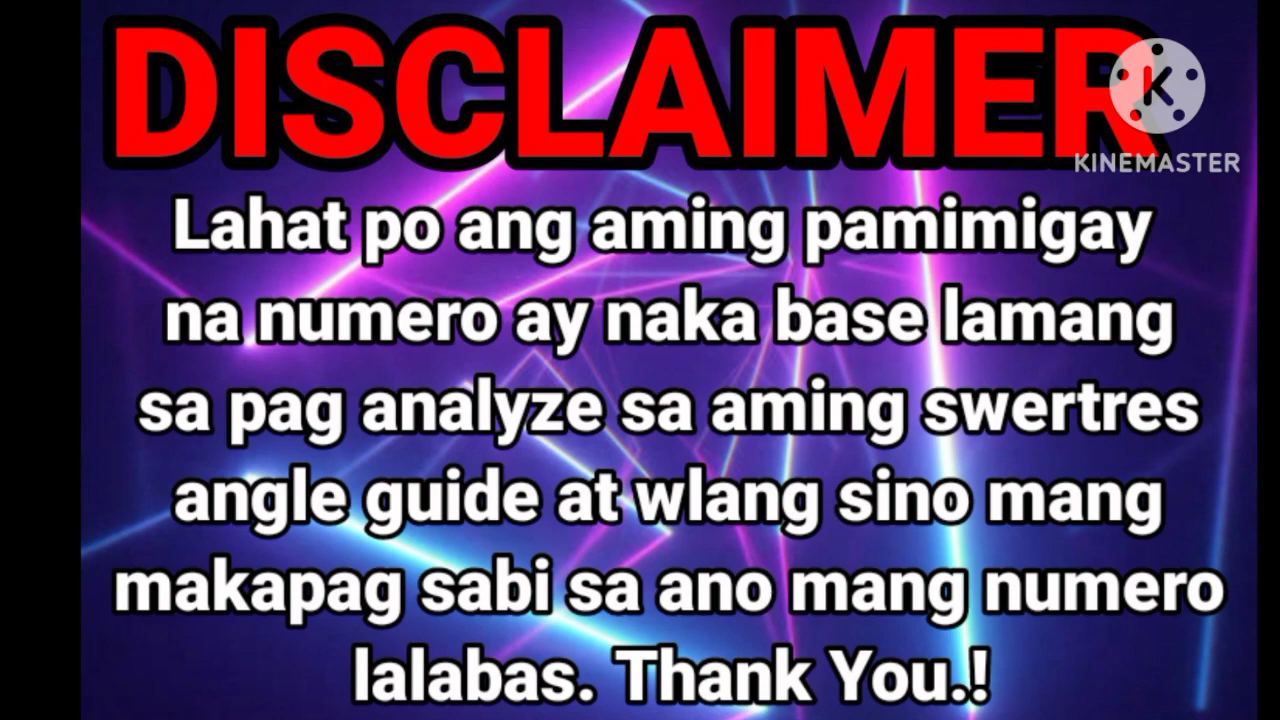 DISCLAIMER
KINEMASTER
Lahat po ang aming pamimigay
na numero ay naka base lamang
sa pag analyze sa aming swertres
angle guide at wlang sino mang
makapag sabi sa ano mang numero
lalabas. Thank You.!